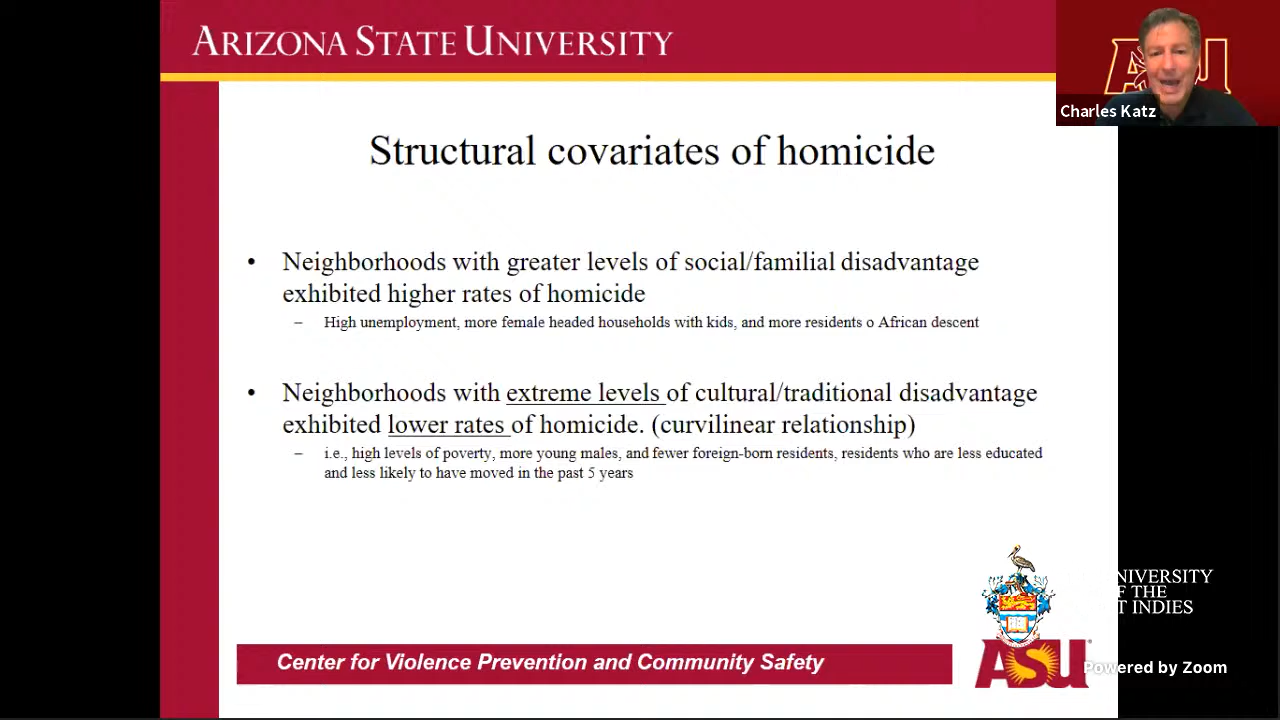 ARIZONA STATE UNIVERSITY
Charles Katz
Structural covariates of homicide
• Neighborhoods with greater levels of social/familial disadvantage
exhibited higher rates of homicide
– High unemployment, more female headed households with kids, and more residents o African descent
• Neighborhoods with extreme levels of cultural/traditional disadvantage
exhibited lower rates of homicide. (curvilinear relationship)
– i.e., high levels of poverty, more young males, and fewer foreign-born residents, residents who are less educated
and less likely to have moved in the past 5 years
NIVERSITY
F THE
T INDIES
Center for Violence Prevention and Community Safety
ASU
Powered by Zoom